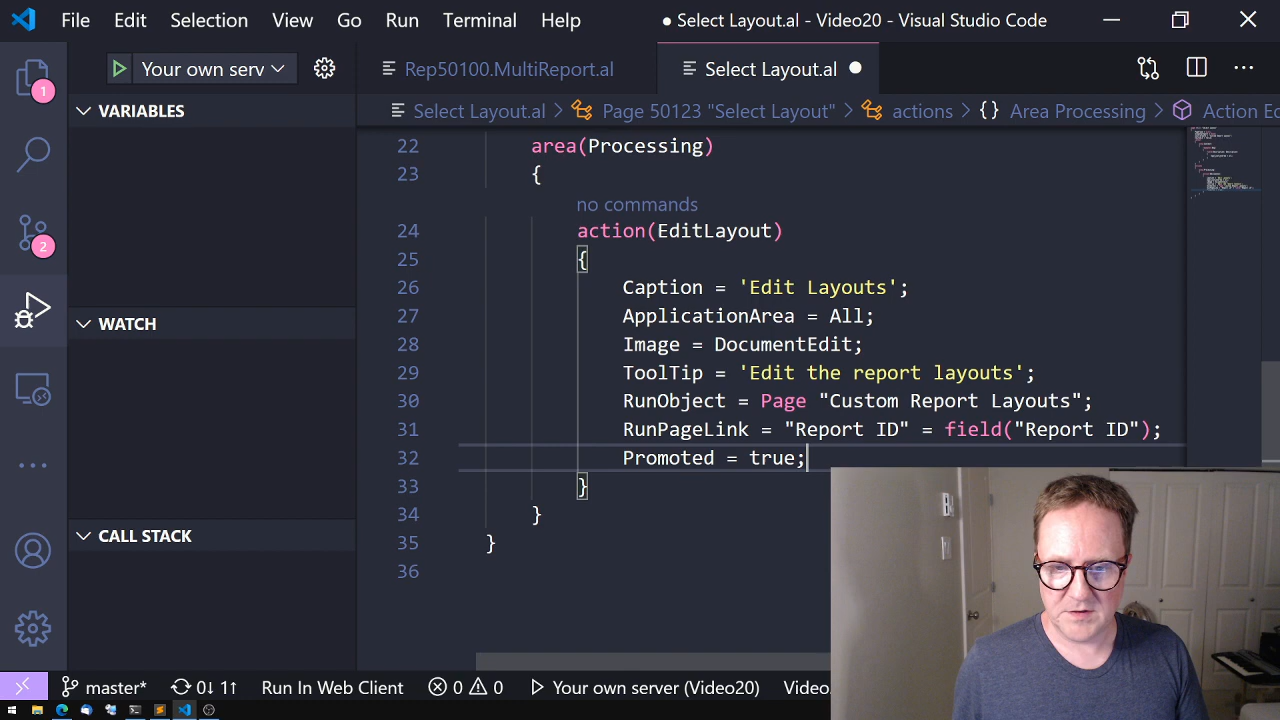 File Edit Selection View Go Run Terminal Help
● Select Layout.al - Video20 - Visual Studio Code
Your own serv
Rep50100.MultiReport.al
Select Layout.al
1
VARIABLES
Select Layout.al
Page 50123 "Select Layout"
actions
{} Area Processing
Action Ed
22 area(Processing)
23 {
no commands
24 action(EditLayout)
25 {
26 Caption = 'Edit Layouts';
27 ApplicationArea = All;
28 Image = DocumentEdit;
29 ToolTip = 'Edit the report layouts';
30 RunObject = Page "Custom Report Layouts";
31 RunPageLink = "Report ID" = field("Report ID");
32 Promoted = true;
33 }
34 }
35 }
36
2
WATCH
CALL STACK
master* 0↓ 1↑ Run In Web Client 0 0 Your own server (Video20) Video.